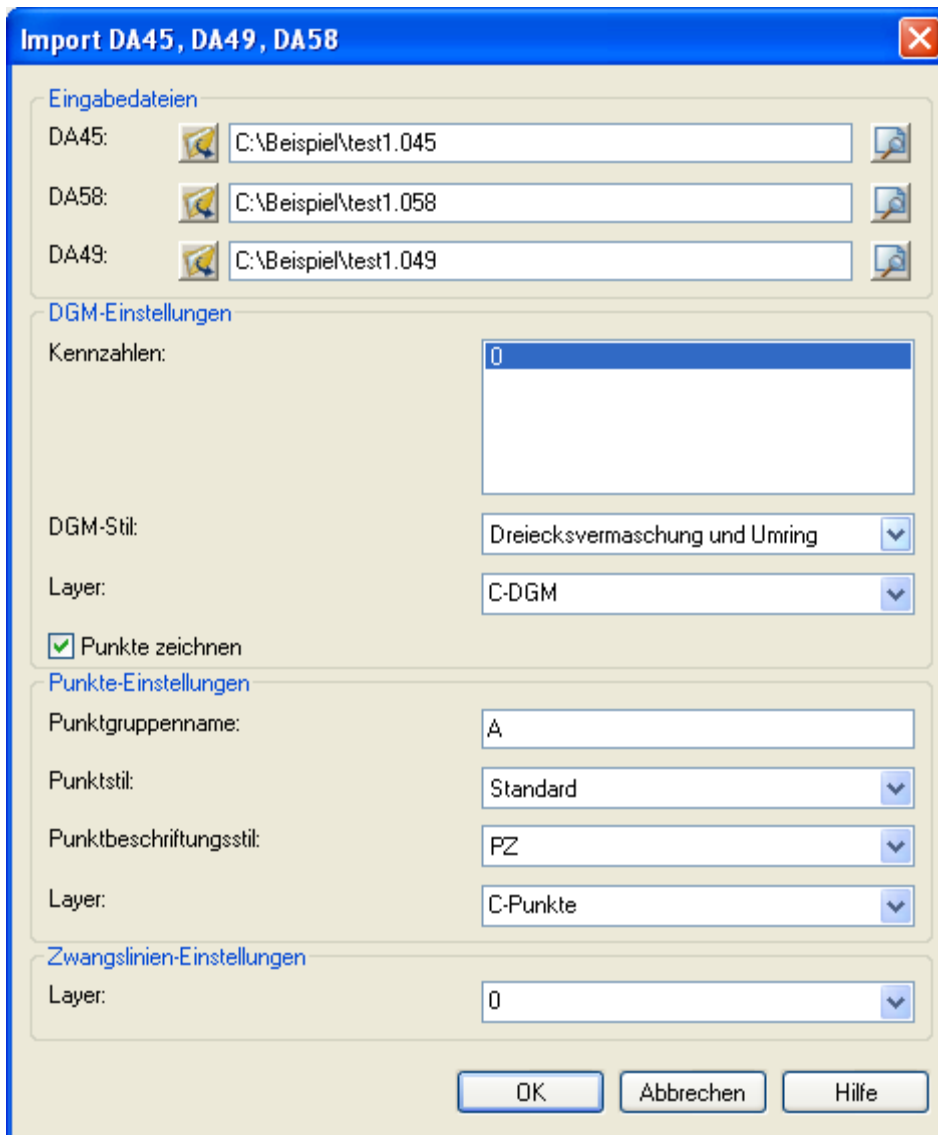 Import DA45, DA49, DA58
Eingabedateien
DA45: C:\Beispiel\test1.045
DA58: C:\Beispiel\test1.058
DA49: C:\Beispiel\test1.049
DGM-Einstellungen
Kennzahlen: 0
DGM-Stil: Dreiecksvermaschung und Umring
Layer: C-DGM
Punkte zeichnen
Punkte-Einstellungen
Punktgruppenname: A
Punktstil: Standard
Punktbeschriftungsstil: PZ
Layer: C-Punkte
Zwangslinien-Einstellungen
Layer: 0
OK Abbrechen Hilfe